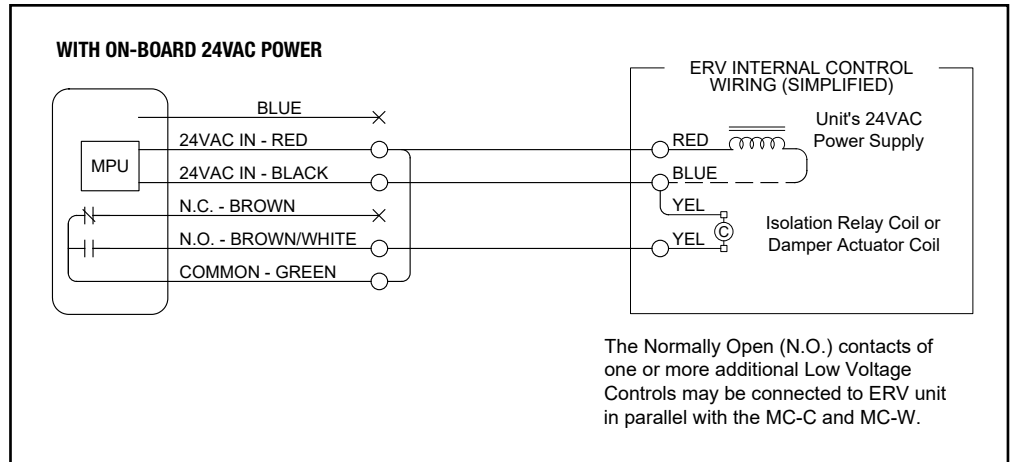 WITH ON-BOARD 24VAC POWER
ERV INTERNAL CONTROL
WIRING (SIMPLIFIED)
BLUE
24VAC IN - RED
MPU
24VAC IN - BLACK
N.C. - BROWN
N.O. - BROWN/WHITE
COMMON - GREEN
RED
Unit's 24VAC
Power Supply
BLUE
YEL
C
YEL
Isolation Relay Coil or
Damper Actuator Coil
The Normally Open (N.O.) contacts of
one or more additional Low Voltage
Controls may be connected to ERV unit
in parallel with the MC-C and MC-W.